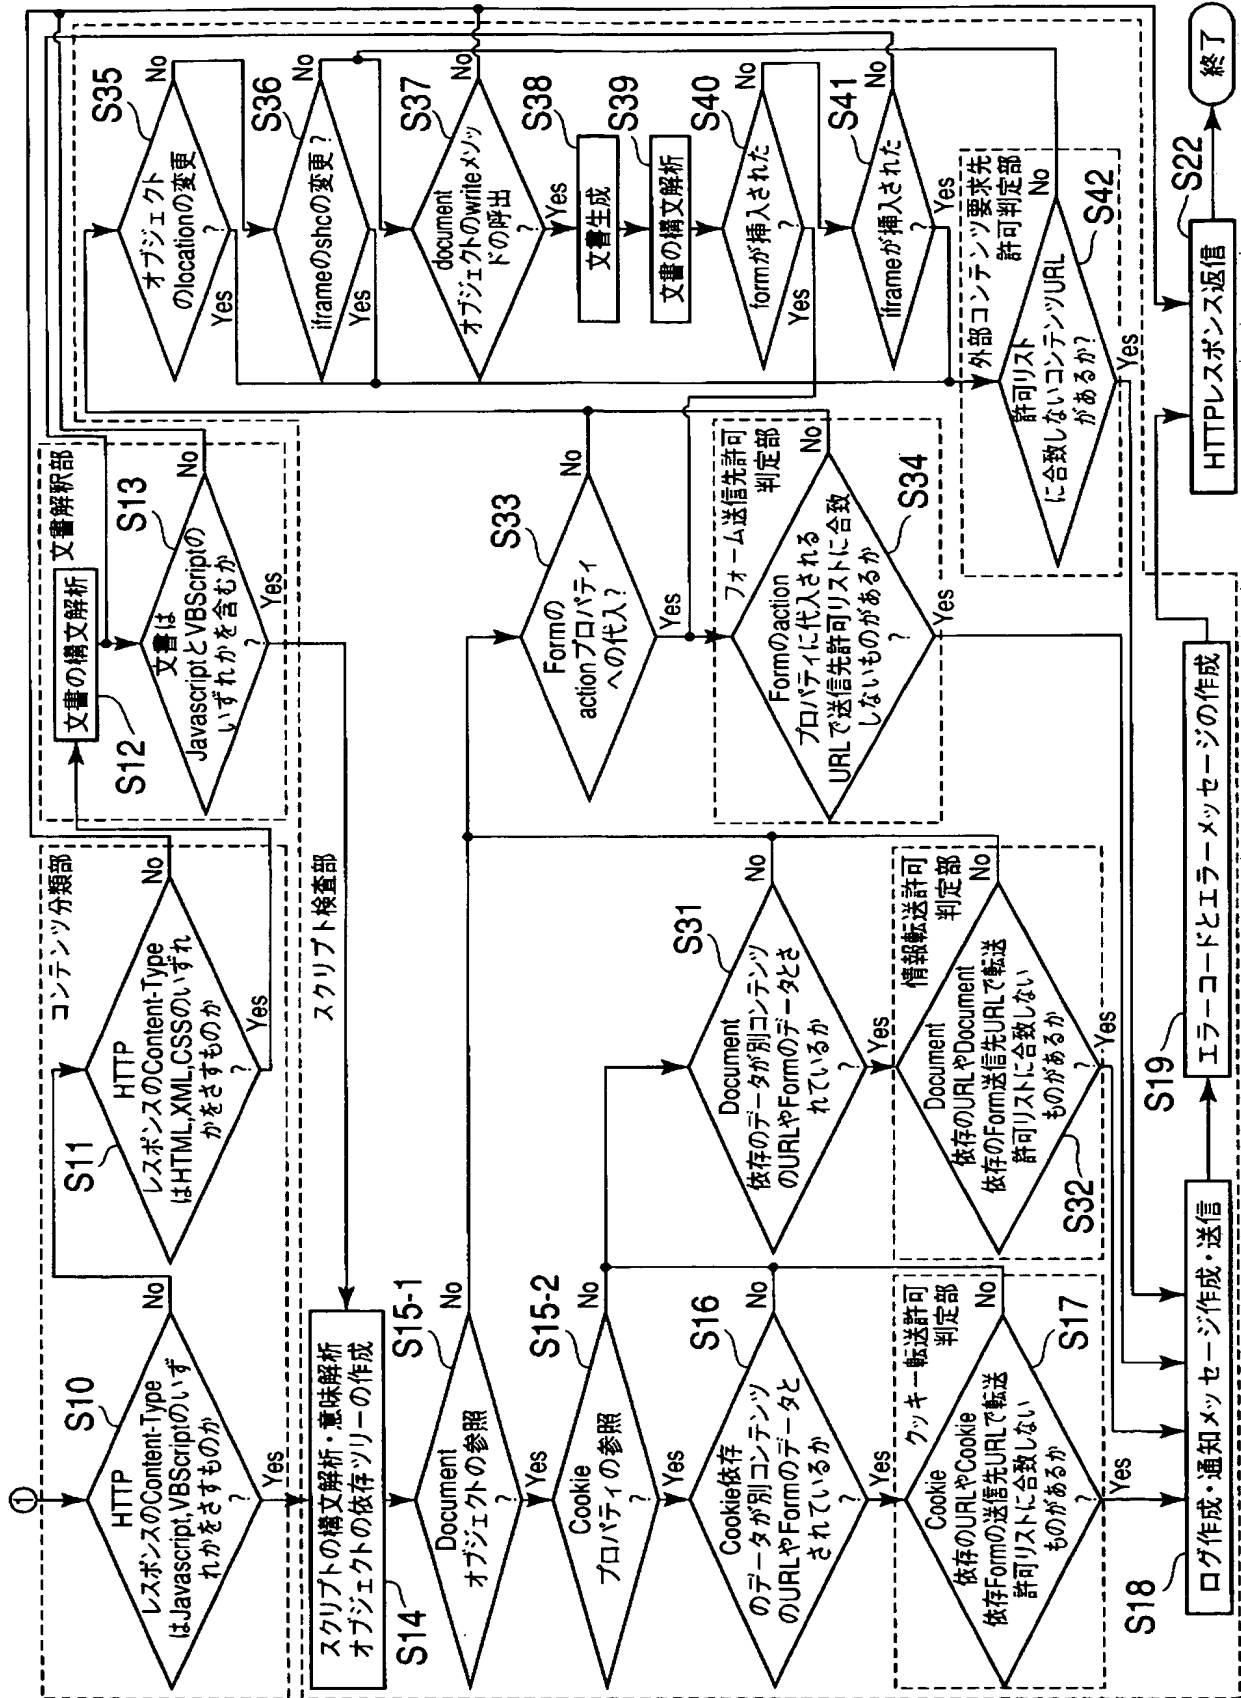 ①
コンテンツ分類部
S10
HTTP
レスポンスのContent-Type
はJavascript,VBScriptのいず
れかをさすものか
?
Yes
No
S11
HTTP
レスポンスのContent-Type
はHTML,XML,CSSのいずれ
かをさすものか
?
Yes
No
文書解釈部
S12
文書の構文解析
S13
文書は
JavascriptとVBScriptの
いずれかを含むか
?
Yes
No
スクリプト検査部
S14
スクリプトの構文解析・意味解析
オブジェクトの依存ツリーの作成
S15-1
Document
オブジェクトの参照
?
Yes
No
S15-2
Cookie
プロパティの参照
?
Yes
No
S16
Cookie依存
のデータが別コンテンツ
のURLやFormのデータと
されているか
?
Yes
No
クッキー転送許可
判定部
S17
Cookie
依存のURLやCookie
依存Formの送信先URLで転送
許可リストに合致しない
ものがあるか
?
Yes
No
S31
Document
依存のデータが別コンテンツ
のURLやFormのデータとさ
れているか
?
Yes
No
情報転送許可
判定部
S32
Document
依存のURLやDocument
依存のForm送信先URLで転送
許可リストに合致しない
ものがあるか
?
Yes
No
S33
Formの
actionプロパティ
への代入?
Yes
No
フォーム送信先許可
判定部
S34
Formのaction
プロパティに代入される
URLで送信先許可リストに合致
しないものがあるか
?
Yes
No
S35
オブジェクト
のlocationの変更
?
Yes
No
S36
iframeのshcの変更?
Yes
No
S37
document
オブジェクトのwriteメソッ
ドの呼出
?
Yes
No
S38
文書生成
S39
文書の構文解析
S40
formが挿入された
?
Yes
No
S41
iframeが挿入された
?
Yes
No
外部コンテンツ要求先
許可判定部
S42
許可リスト
に合致しないコンテンツURL
があるか?
Yes
No
S18
ログ作成・通知メッセージ作成・送信
S19
エラーコードとエラーメッセージの作成
S22
HTTPレスポンス返信
終了